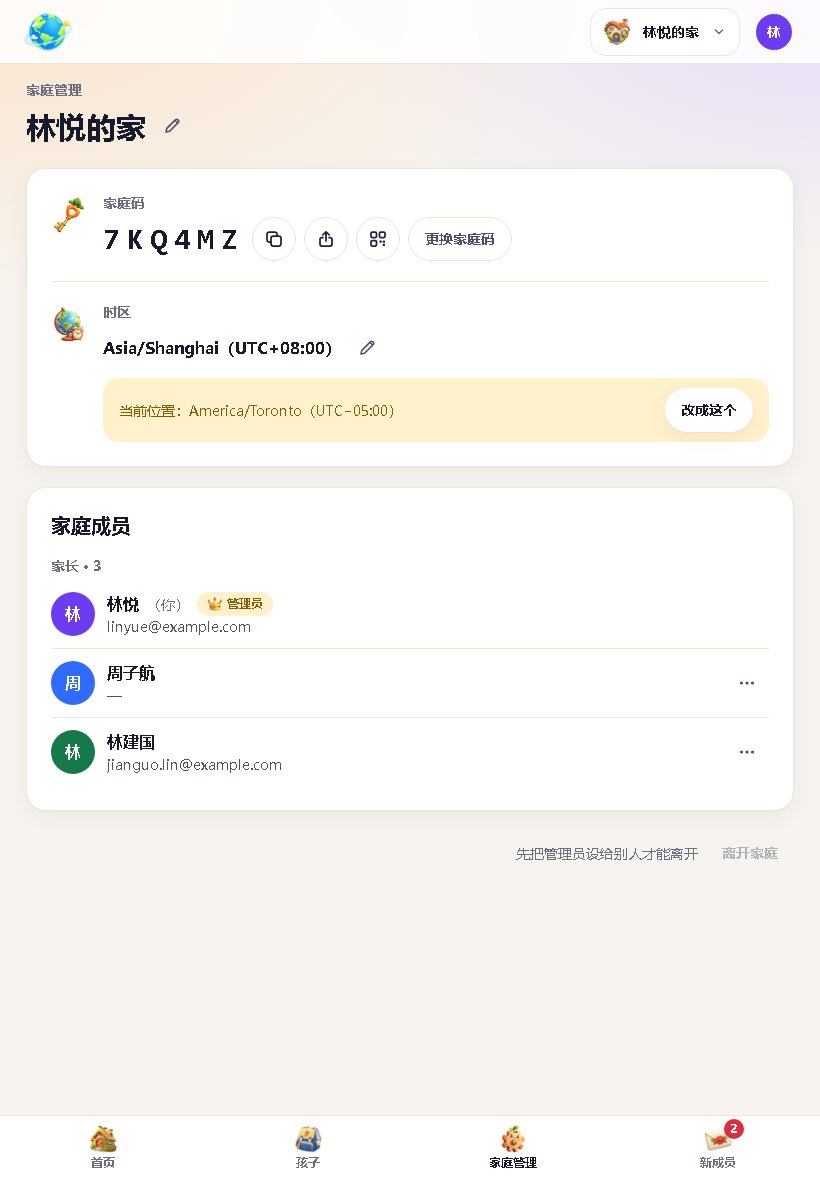 林悦的家
林
家庭管理
林悦的家
家庭码
7KQ4MZ
更换家庭码
时区
Asia/Shanghai（UTC+08:00）
当前位置：America/Toronto（UTC−05:00）
改成这个
家庭成员
家长 • 3
林
林悦 （你） 管理员
linyue@example.com
周
周子航
—
林
林建国
jianguo.lin@example.com
先把管理员设给别人才能离开 离开家庭
2
首页 孩子 家庭管理 新成员